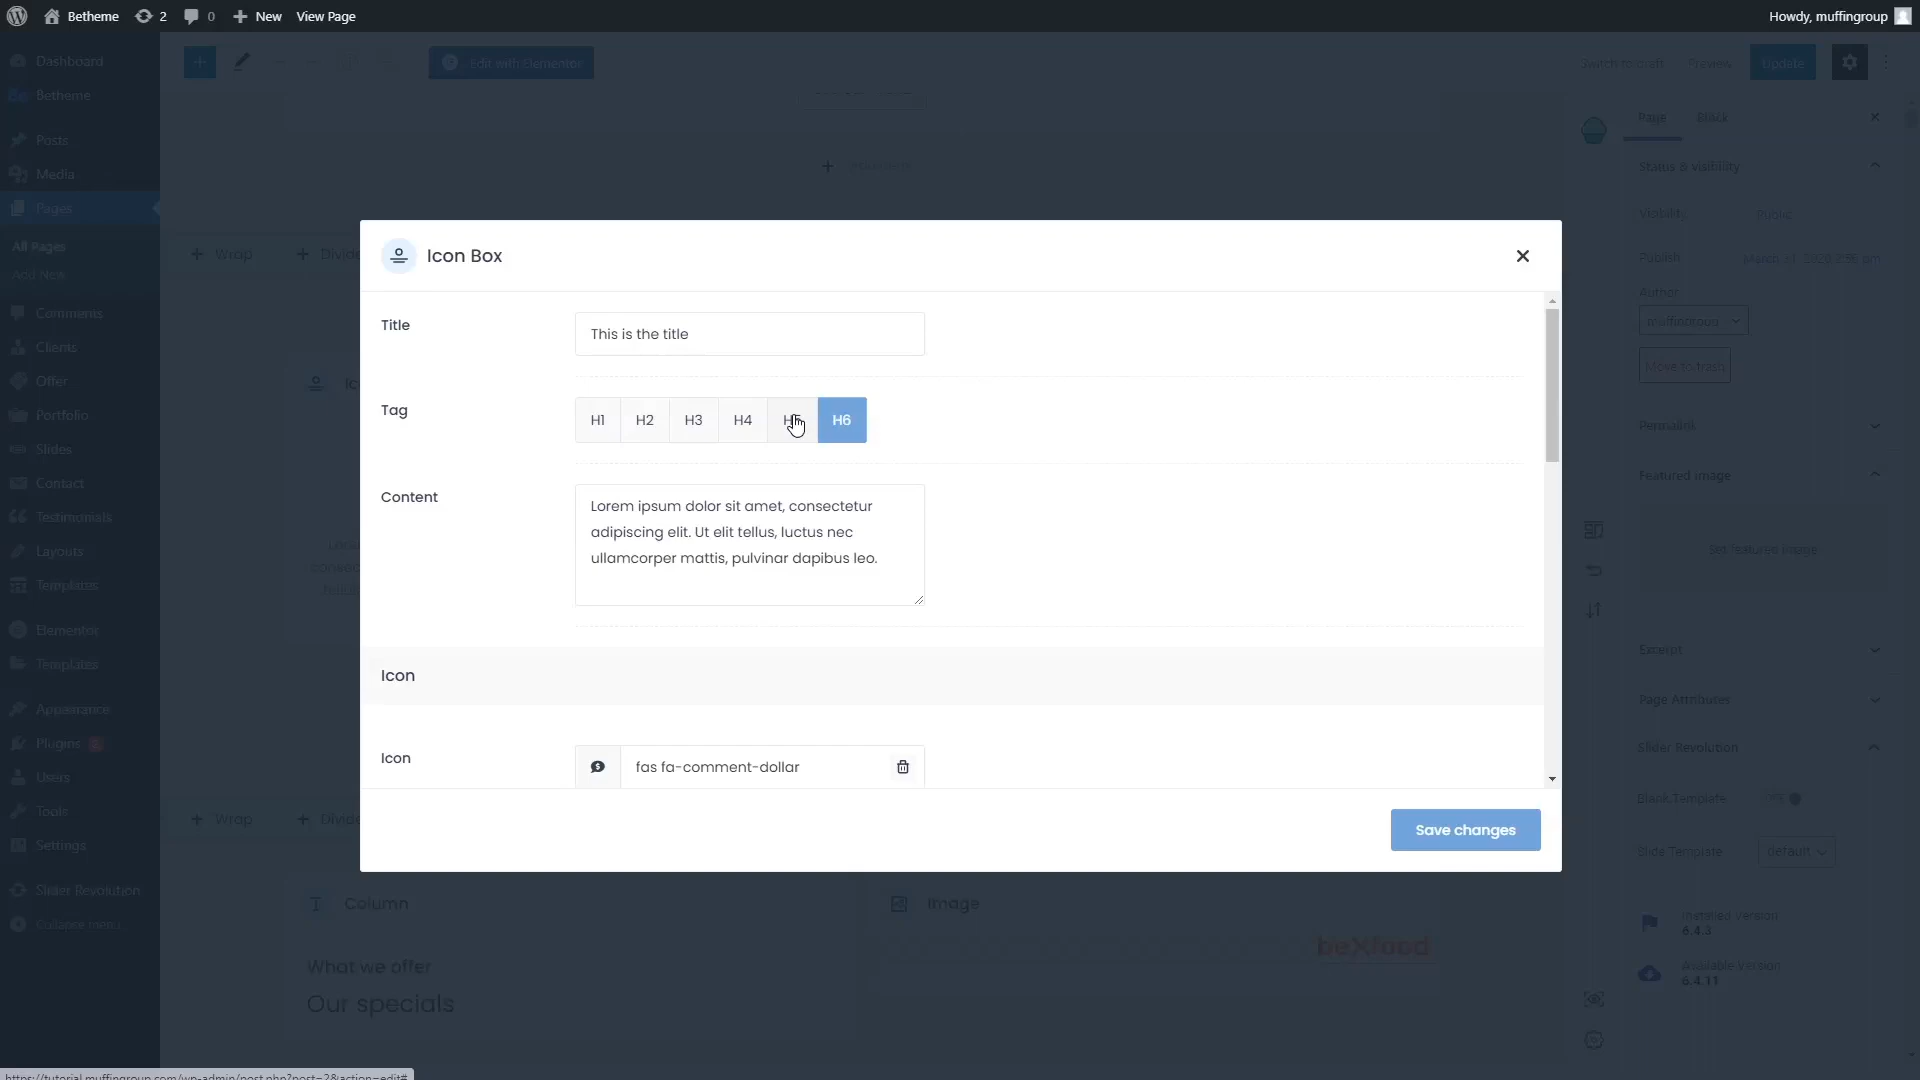 Betheme
2
0
New
View Page
Howdy, muffingroup
Dashboard
Betheme
Posts
Media
Pages
All Pages
Add New
Comments
Clients
Offer
Portfolio
Slides
Contact
Testimonials
Layouts
Templates
Elementor
Templates
Appearance
Plugins
Users
Tools
Settings
Slider Revolution
Collapse menu
Edit with Elementor
Switch to draft
Preview
Update
Wrap
Icon Box
Title
This is the title
Tag
H1
H2
H3
H4
H5
H6
Content
Lorem ipsum dolor sit amet, consectetur
adipiscing elit. Ut elit tellus, luctus nec
ullamcorper mattis, pulvinar dapibus leo.
Icon
Icon
fas fa-comment-dollar
Save changes
Wrap
Column
What we offer
Our specials
Image
beXfood
Page
Block
Status & visibility
Visibility
Public
Publish
Author
muffingroup
Move to trash
Permalink
Featured image
Set featured image
Excerpt
Page Attributes
Slider Revolution
Blank Template
Slide Template
default
Installed Version
6.4.3
Available Version
6.4.11
https://tutorial.muffingroup.com/wp-admin/post.php?post=2&action=edit#